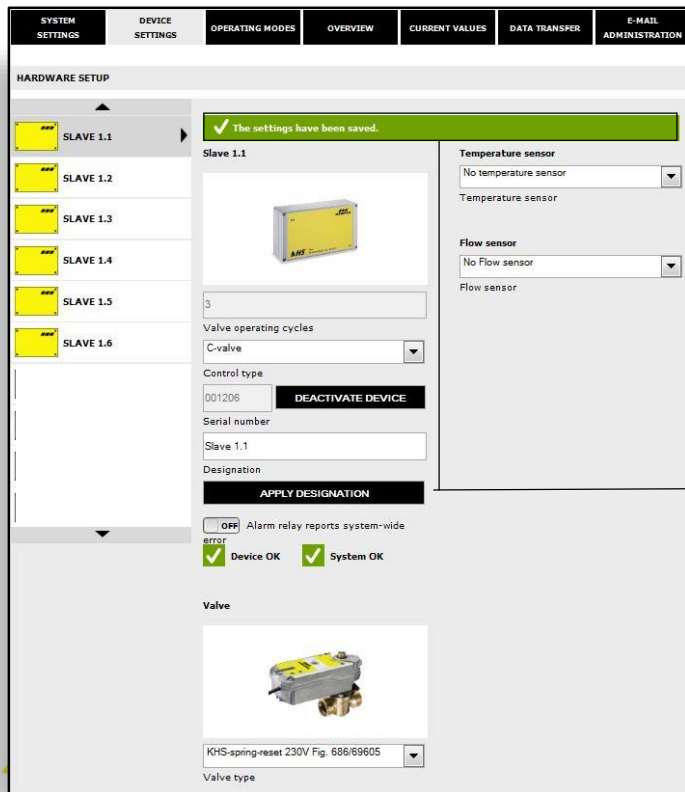 SYSTEM
SETTINGS
DEVICE
SETTINGS
OPERATING MODES
OVERVIEW
CURRENT VALUES
DATA TRANSFER
E-MAIL
ADMINISTRATION
HARDWARE SETUP
SLAVE 1.1
SLAVE 1.2
SLAVE 1.3
SLAVE 1.4
SLAVE 1.5
SLAVE 1.6
The settings have been saved.
Slave 1.1
KHS
3
Valve operating cycles
C-valve
Control type
001206
DEACTIVATE DEVICE
Serial number
Slave 1.1
Designation
APPLY DESIGNATION
OFF Alarm relay reports system-wide
error
Device OK
System OK
Valve
KHS-spring-reset 230V Fig. 686/69605
Valve type
Temperature sensor
No temperature sensor
Temperature sensor
Flow sensor
No Flow sensor
Flow sensor